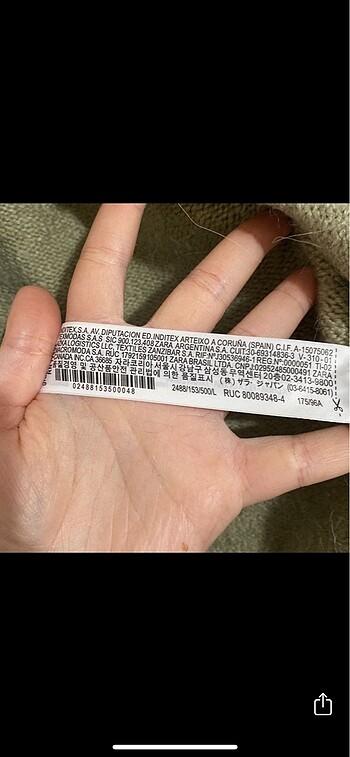 INDITEX,S.A. AV. DIPUTACION ED. INDITEX ARTEIXO A CORUÑA (SPAIN) C.I.F. A-15075062
TEXMODAS S.A.S SIC 900.123.408 ZARA ARGENTINA S.A. CUIT:30-69314836-3 V-310-01
LOGISTICS LLC, TEXTILES ZANZIBAR S.A. RIF:Nº J30536946-1 REG.Nº:0000051 TI-02
S.A. RUC 1792159105001 ZARA BRASIL LTDA. CNPJ:02952485000491 ZARA
INC.CA.36685 자라코리아 서울시 강남구 삼성동 무역센터 20층 02-3413-9800
품질경영 및 공산품안전 관리법에 의한 품질표시 (株) ザラ・ジャパン (03-6415-8061)
02488153500048 2488/153/500/L RUC 80089348-4 175/96A